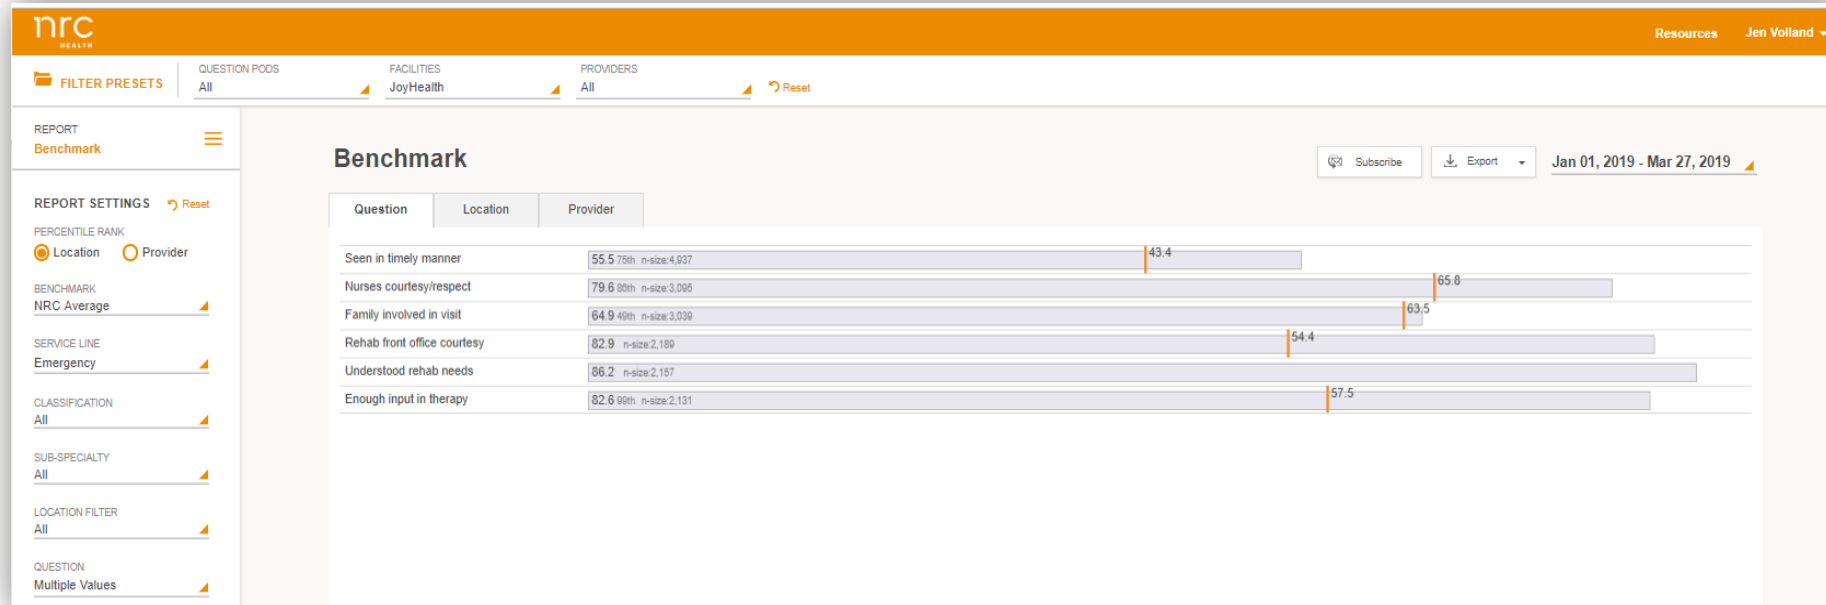 nrc
HEALTH
Resources
Jen Volland
FILTER PRESETS
QUESTION PODS
All
FACILITIES
JoyHealth
PROVIDERS
All
Reset
REPORT
Benchmark
REPORT SETTINGS
Reset
PERCENTILE RANK
Location
Provider
BENCHMARK
NRC Average
SERVICE LINE
Emergency
CLASSIFICATION
All
SUB-SPECIALTY
All
LOCATION FILTER
All
QUESTION
Multiple Values
Benchmark
Subscribe
Export
Jan 01, 2019 - Mar 27, 2019
Question
Location
Provider
Seen in timely manner 55.5 75th n-size:4,937 43.4
Nurses courtesy/respect 79.6 88th n-size:3,095 65.8
Family involved in visit 64.9 49th n-size:3,039 63.5
Rehab front office courtesy 82.9 n-size:2,189 54.4
Understood rehab needs 86.2 n-size:2,157
Enough input in therapy 82.6 99th n-size:2,131 57.5